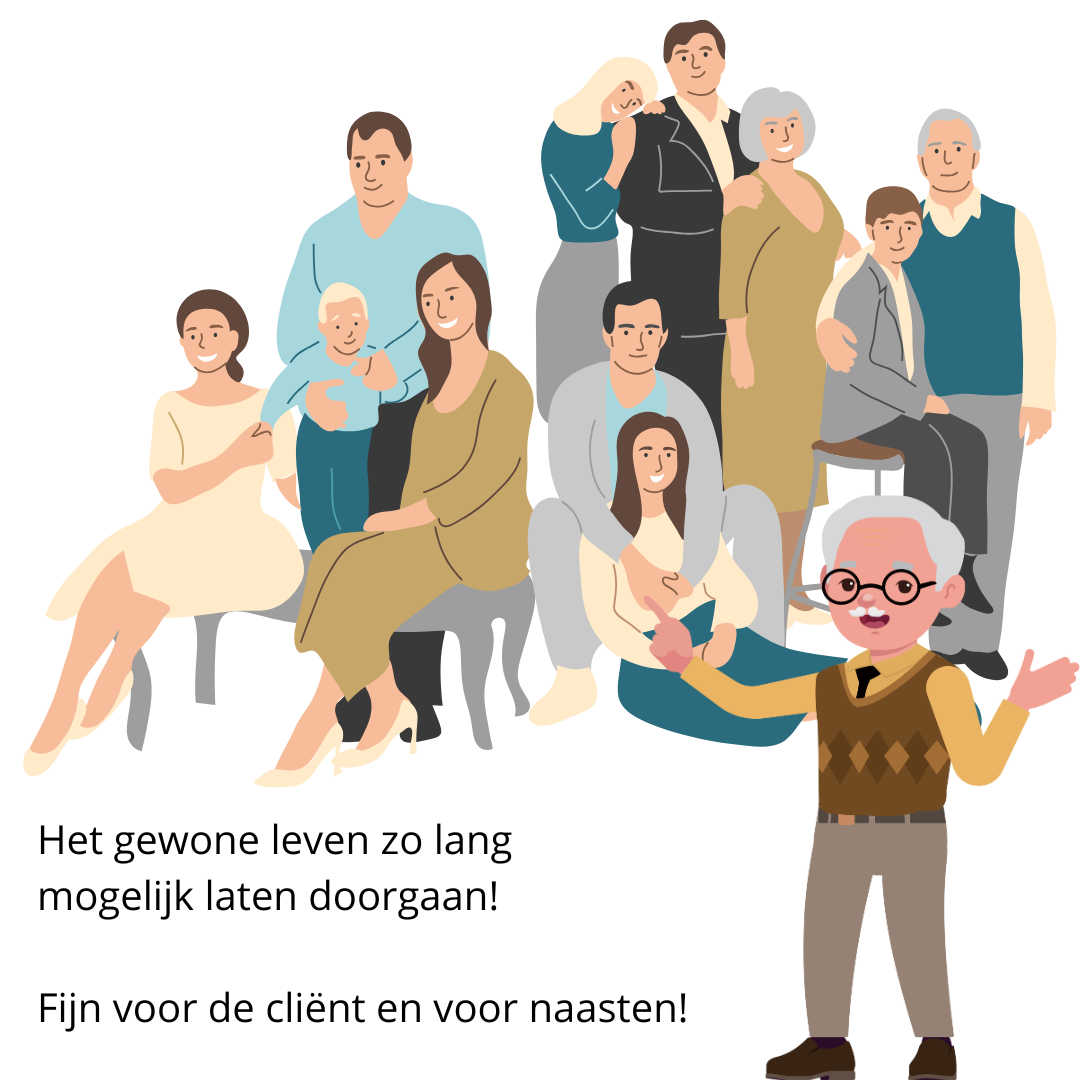 Het gewone leven zo lang
mogelijk laten doorgaan!
Fijn voor de cliënt en voor naasten!